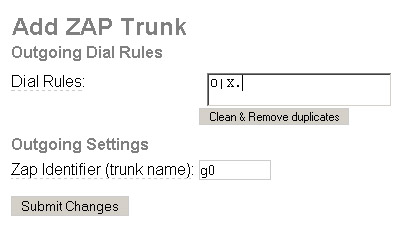 Add ZAP Trunk
Outgoing Dial Rules
Dial Rules:
0|X.
Clean & Remove duplicates
Outgoing Settings
Zap Identifier (trunk name): g0
Submit Changes